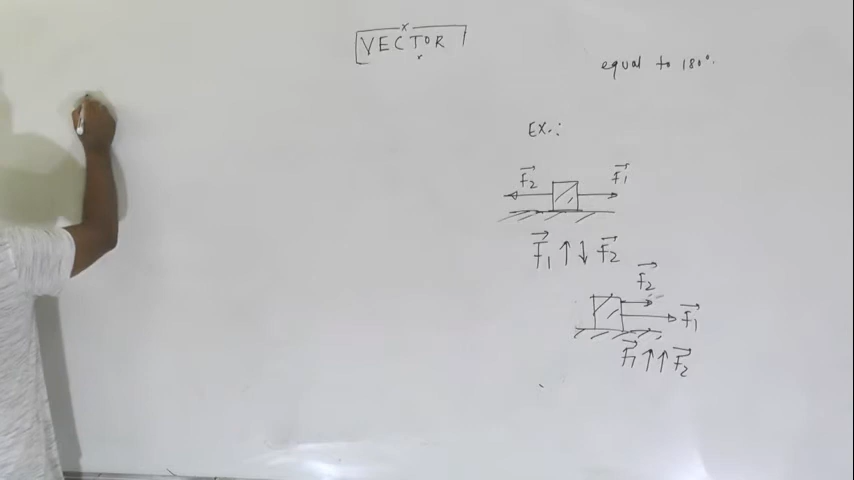 VECTOR
equal to 180°.
EX.:
F₂⃗ F₁⃗
F₁⃗ ↑↓ F₂⃗
F₂⃗
F₁⃗
F₁⃗ ↑↑ F₂⃗